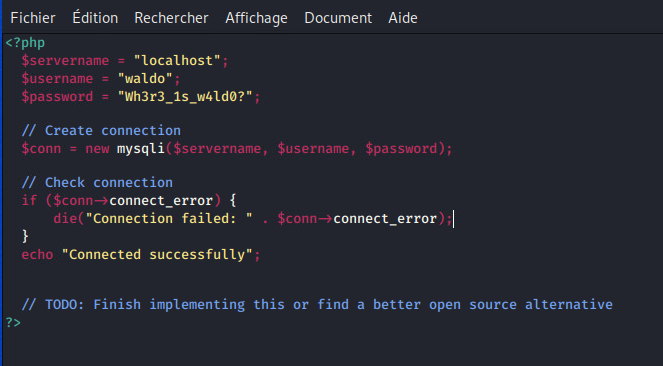 Fichier Édition Rechercher Affichage Document Aide
<?php
$servername = "localhost";
$username = "waldo";
$password = "Wh3r3_1s_w4ld0?";
// Create connection
$conn = new mysqli($servername, $username, $password);
// Check connection
if ($conn->connect_error) {
die("Connection failed: " . $conn->connect_error);
}
echo "Connected successfully";
// TODO: Finish implementing this or find a better open source alternative
?>